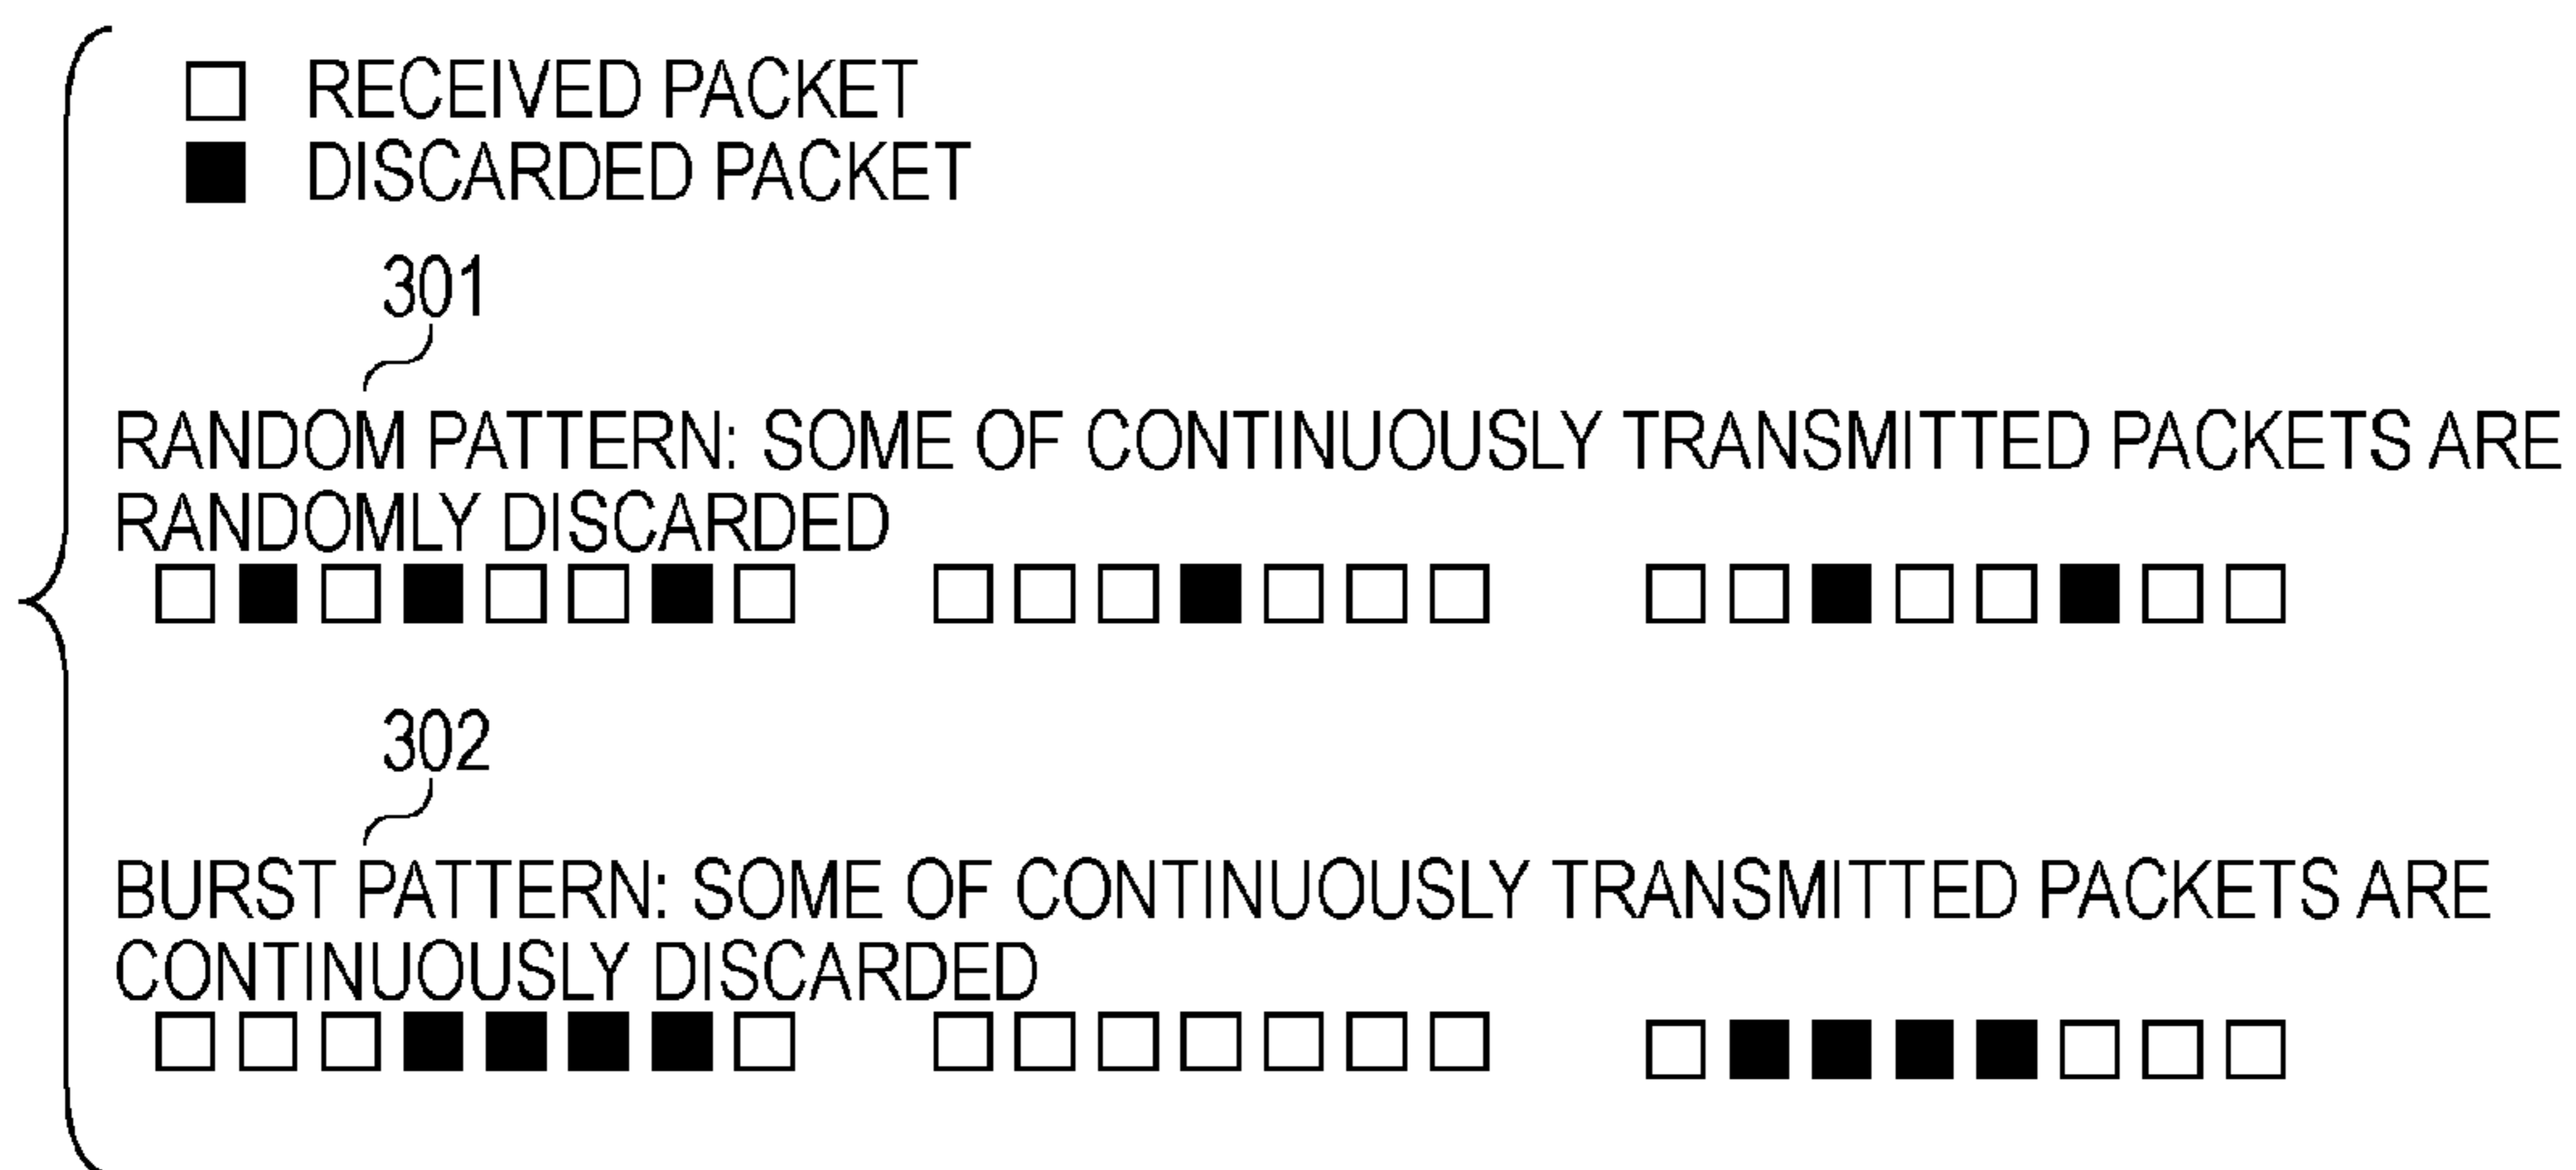 RECEIVED PACKET
DISCARDED PACKET
301
RANDOM PATTERN: SOME OF CONTINUOUSLY TRANSMITTED PACKETS ARE
RANDOMLY DISCARDED
302
BURST PATTERN: SOME OF CONTINUOUSLY TRANSMITTED PACKETS ARE
CONTINUOUSLY DISCARDED